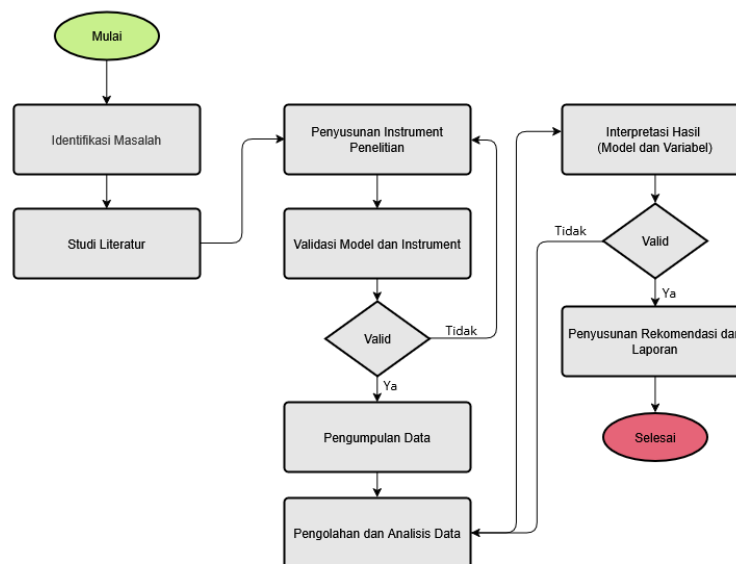 Mulai
Identifikasi Masalah
Studi Literatur
Penyusunan Instrument
Penelitian
Validasi Model dan Instrument
Valid
Tidak
Ya
Pengumpulan Data
Pengolahan dan Analisis Data
Interpretasi Hasil
(Model dan Variabel)
Valid
Tidak
Ya
Penyusunan Rekomendasi dan
Laporan
Selesai